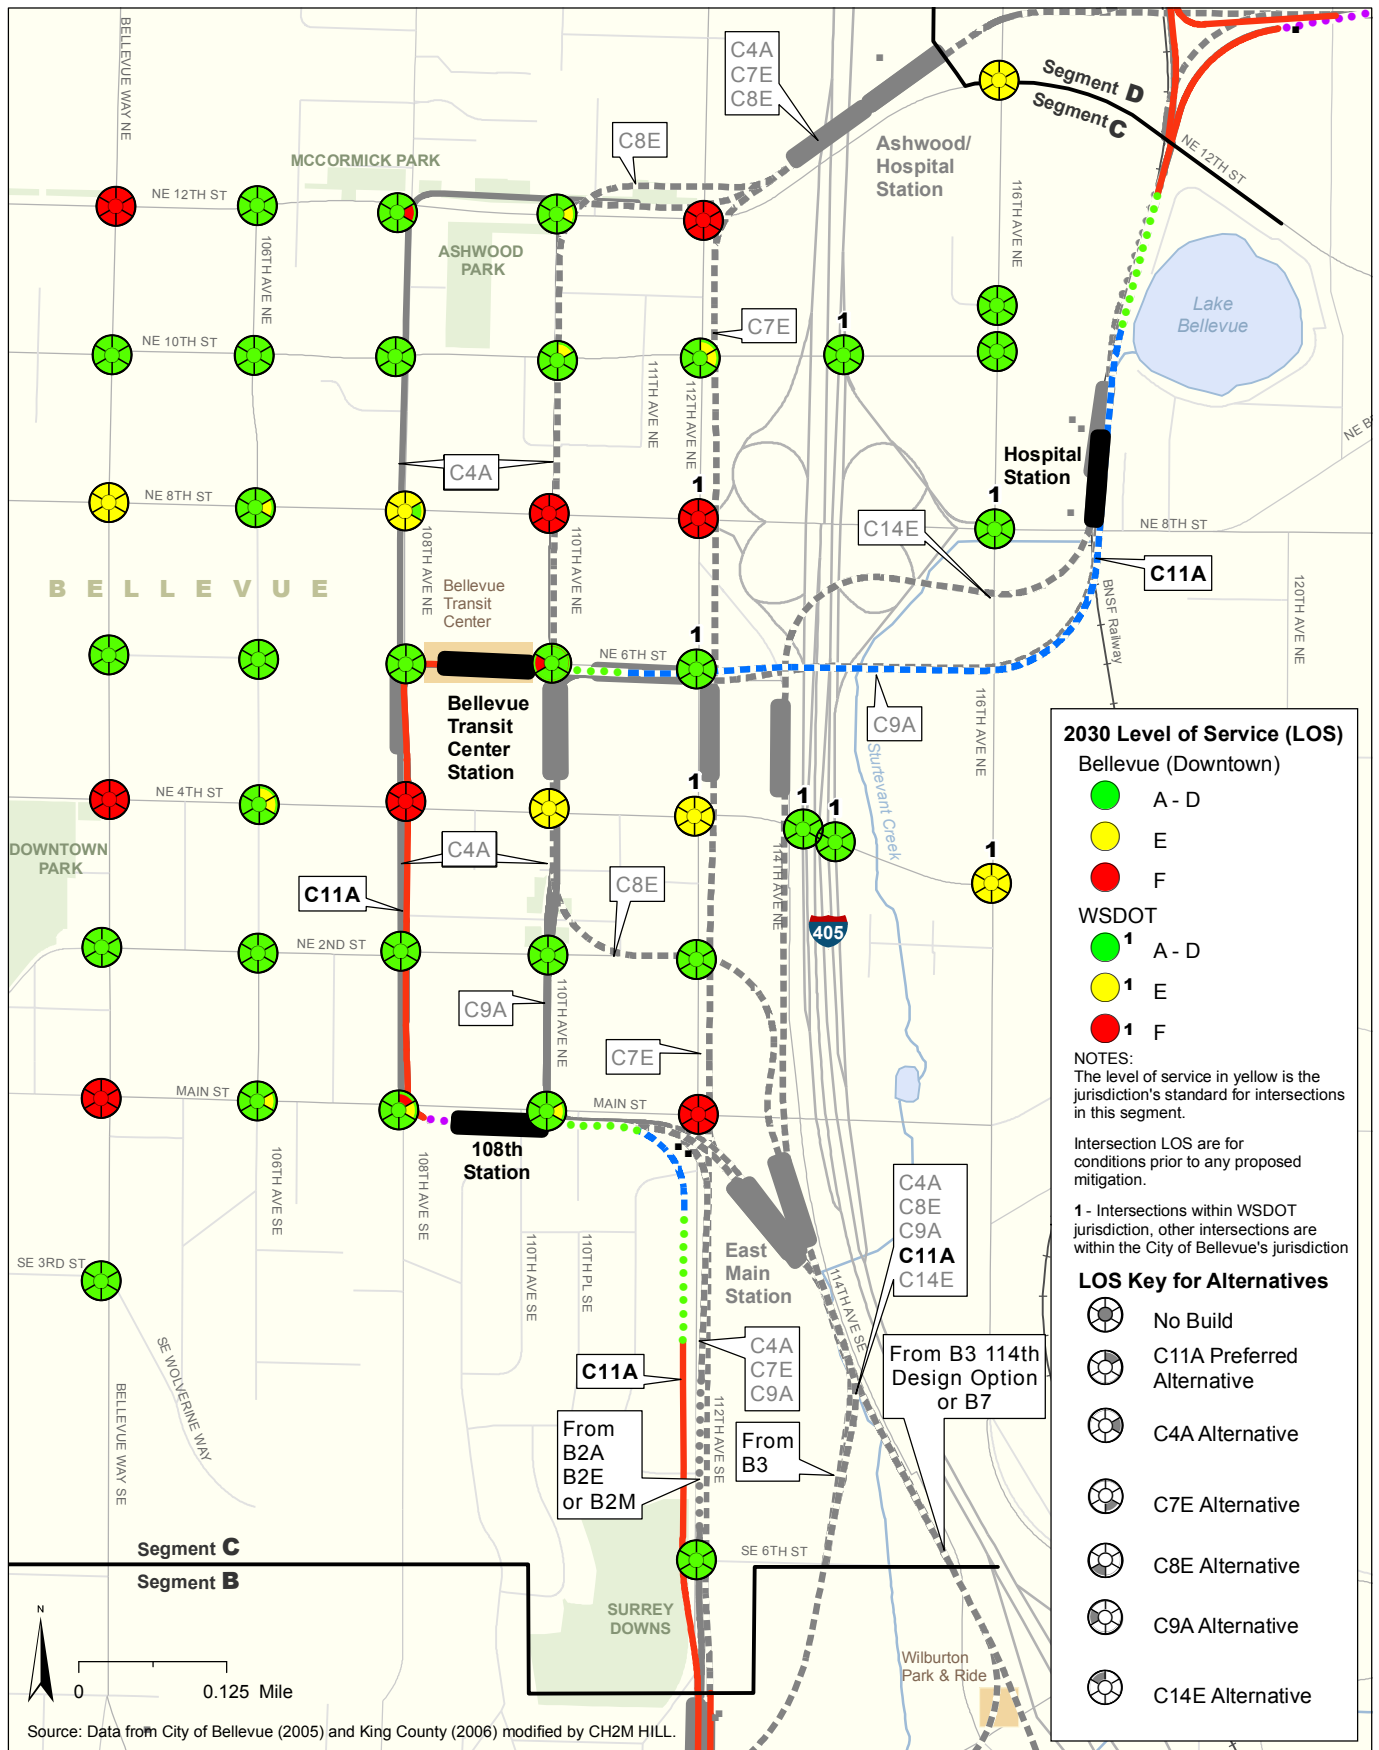 BELLEVUE WAY NE
C4A
C7E
C8E
Segment D
Segment C
NE 12TH ST
C8E
MCCORMICK PARK
NE 12TH ST
Ashwood/
Hospital
Station
116TH AVE NE
106TH AVE NE
ASHWOOD
PARK
Lake
Bellevue
C7E
1
NE 10TH ST
111TH AVE NE
112TH AVE NE
NE 8
C4A
Hospital
Station
1
1
NE 8TH ST
C14E
NE 8TH ST
108TH AVE NE
110TH AVE NE
C11A
BELLEVUE
Bellevue
Transit
Center
BNSF Railway
120TH AVE NE
1
NE 6TH ST
C9A
116TH AVE NE
Bellevue
Transit
Center
Station
Sturtevant Creek
NE 4TH ST
1
1
1
1
DOWNTOWN
PARK
C4A
114TH AVE NE
C11A
C8E
405
NE 2ND ST
C9A
110TH AVE NE
C7E
MAIN ST
MAIN ST
108th
Station
106TH AVE SE
108TH AVE SE
C4A
C8E
C9A
C11A
C14E
SE 3RD ST
110TH AVE SE
110TH PL SE
East
Main
Station
114TH AVE SE
C4A
C7E
C9A
From B3 114th
Design Option
or B7
C11A
SE WOLVERINE WAY
BELLEVUE WAY SE
112TH AVE SE
From
B2A
B2E
or B2M
From
B3
Segment C
Segment B
SE 6TH ST
SURREY
DOWNS
Wilburton
Park & Ride
N
0 0.125 Mile
Source: Data from City of Bellevue (2005) and King County (2006) modified by CH2M HILL.
2030 Level of Service (LOS)
Bellevue (Downtown)
A - D
E
F
WSDOT
1 A - D
1 E
1 F
NOTES:
The level of service in yellow is the
jurisdiction's standard for intersections
in this segment.
Intersection LOS are for
conditions prior to any proposed
mitigation.
1 - Intersections within WSDOT
jurisdiction, other intersections are
within the City of Bellevue's jurisdiction
LOS Key for Alternatives
No Build
C11A Preferred
Alternative
C4A Alternative
C7E Alternative
C8E Alternative
C9A Alternative
C14E Alternative